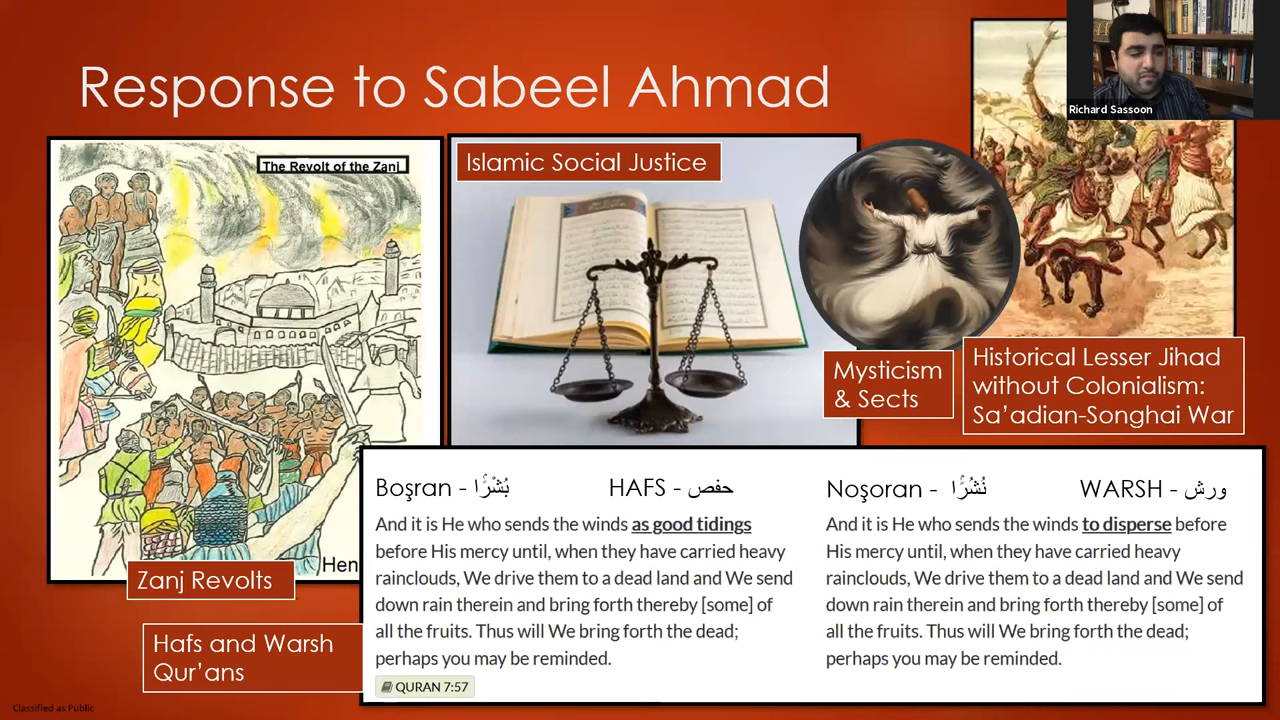 Response to Sabeel Ahmad
Richard Sassoon
The Revolt of the Zanj
Islamic Social Justice
Mysticism
& Sects
Historical Lesser Jihad
without Colonialism:
Sa'adian-Songhai War
Hen
Zanj Revolts
Hafs and Warsh
Qur'ans
Boşran - بُشْرًۢا HAFS - حفص
And it is He who sends the winds as good tidings
before His mercy until, when they have carried heavy
rainclouds, We drive them to a dead land and We send
down rain therein and bring forth thereby [some] of
all the fruits. Thus will We bring forth the dead;
perhaps you may be reminded.
QURAN 7:57
Noşoran - نُشُرًۢا WARSH - ورش
And it is He who sends the winds to disperse before
His mercy until, when they have carried heavy
rainclouds, We drive them to a dead land and We send
down rain therein and bring forth thereby [some] of
all the fruits. Thus will We bring forth the dead;
perhaps you may be reminded.
Classified as Public